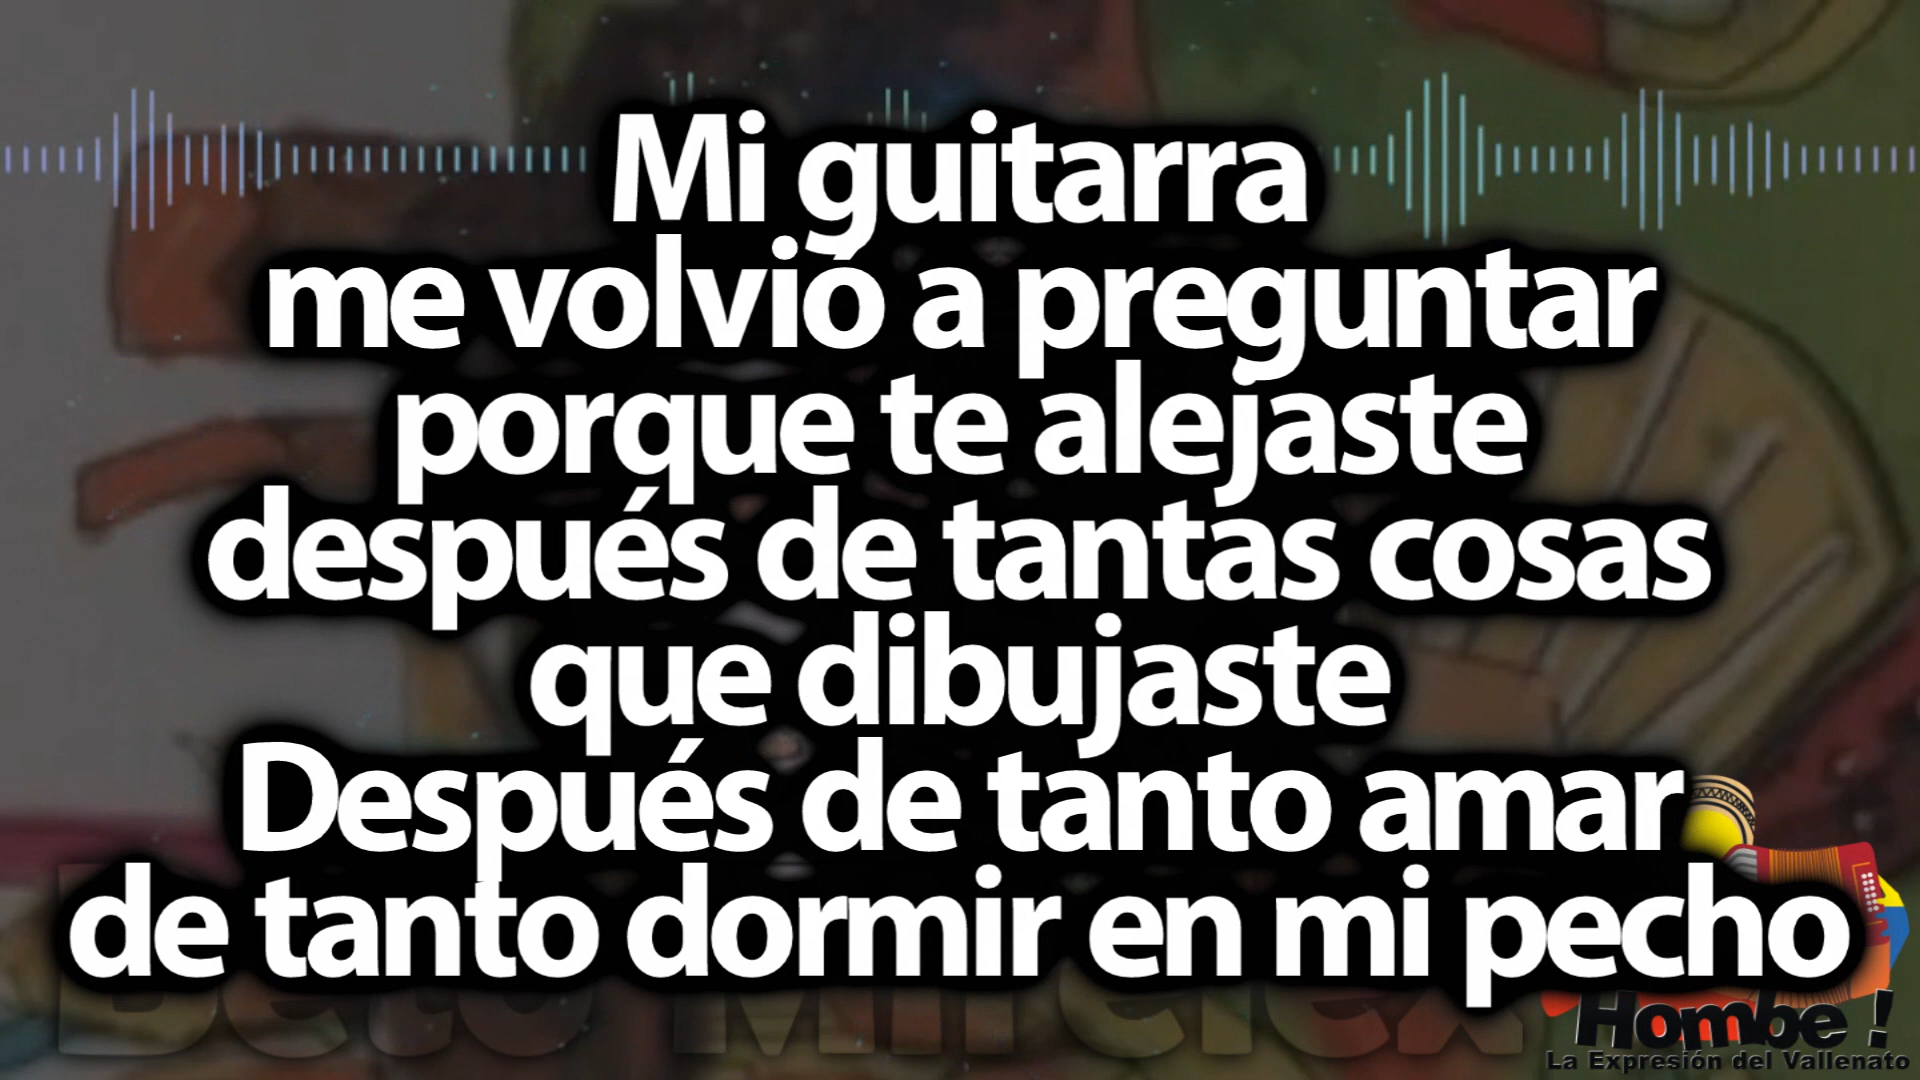 Mi guitarra
me volvió a preguntar
porque te alejaste
después de tantas cosas
que dibujaste
Después de tanto amar
de tanto dormir en mi pecho
Hombe !
La Expresión del Vallenato